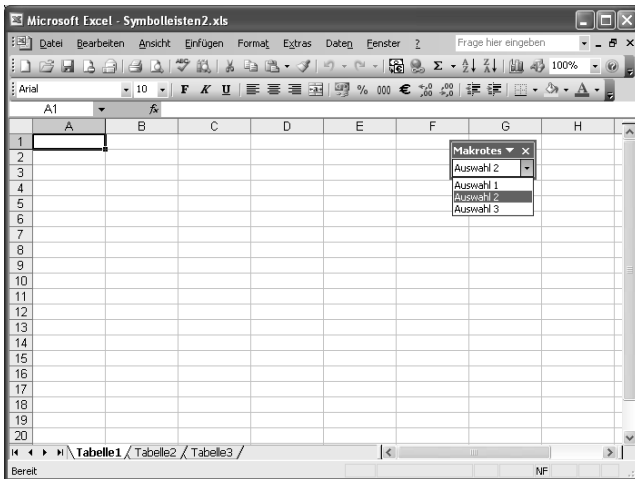 Microsoft Excel - Symbolleisten2.xls
Datei Bearbeiten Ansicht Einfügen Format Extras Daten Fenster ? Frage hier eingeben
Σ 100%
Arial 10 F K U % 000 € A
A1 fx
A B C D E F G H
1
Makrotes
2
3 Auswahl 2
4 Auswahl 1
5 Auswahl 2
6 Auswahl 3
7
8
9
10
11
12
13
14
15
16
17
18
19
20
Tabelle1 / Tabelle2 / Tabelle3 /
Bereit NF